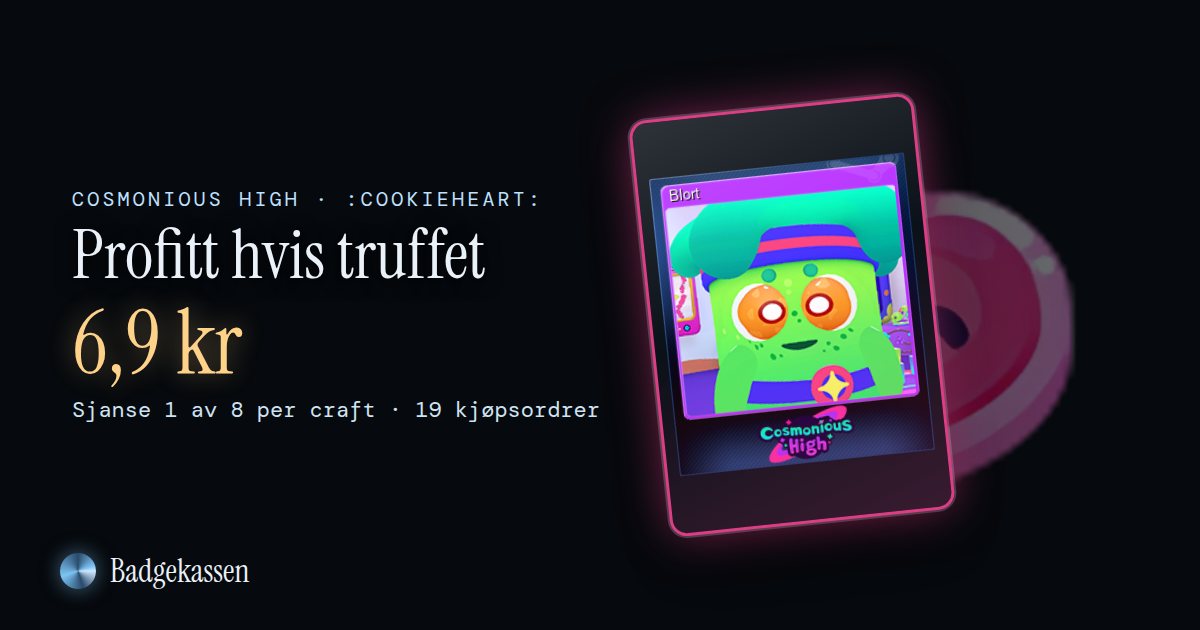 COSMONIOUS HIGH · :COOKIEHEART:
Profitt hvis truffet
6,9 kr
Sjanse 1 av 8 per craft · 19 kjøpsordrer
Badgekassen
Blort
Cosmonious
High